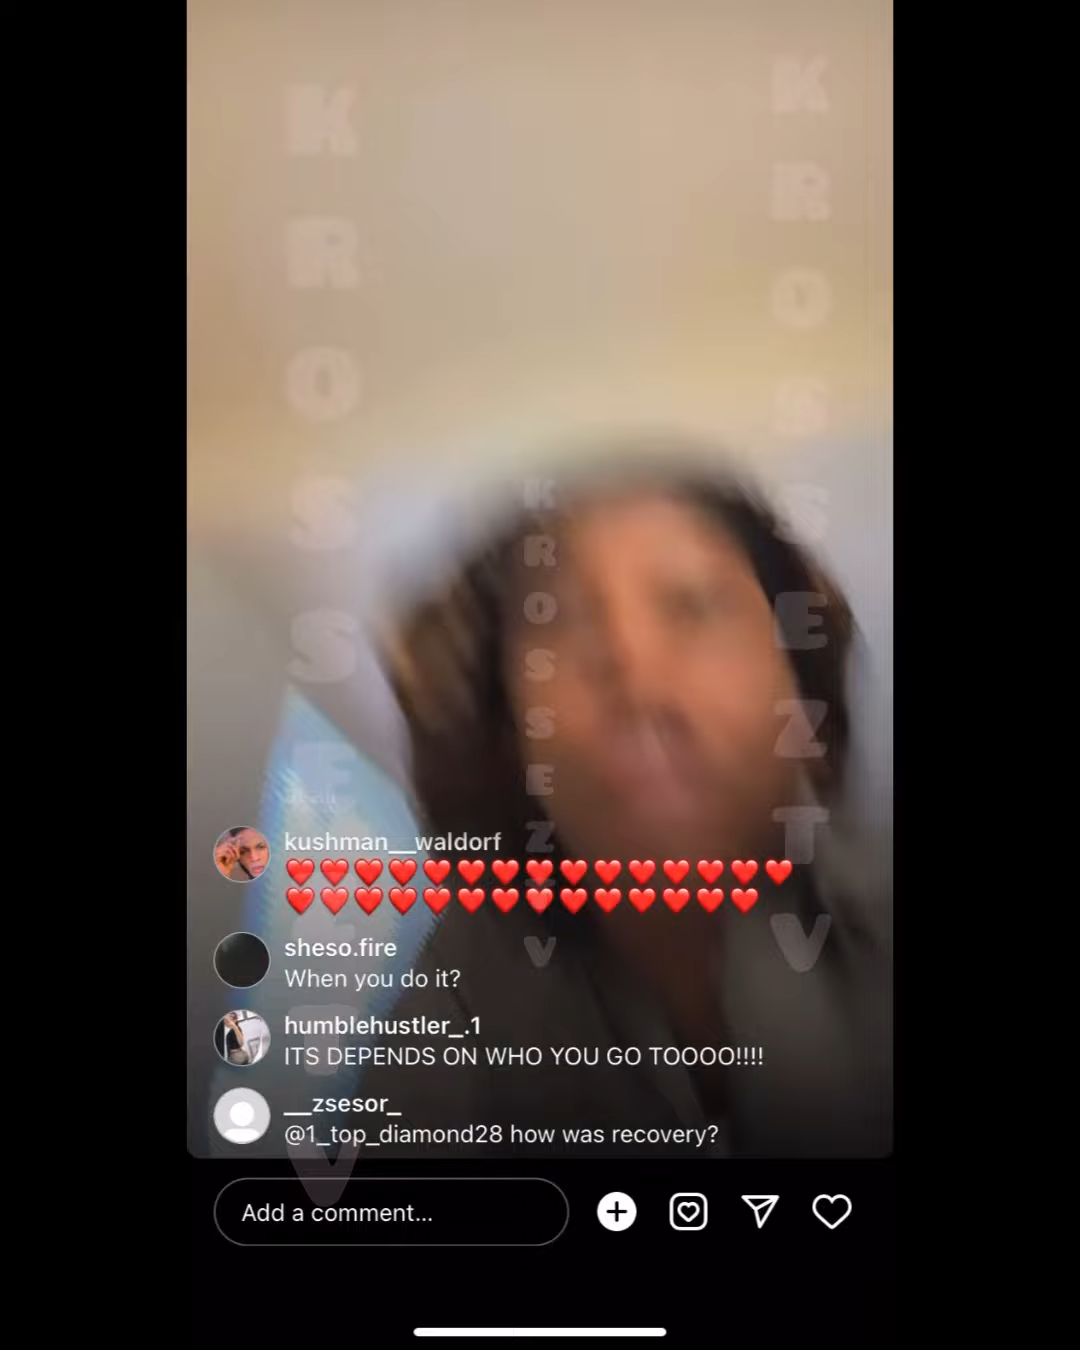 K
R
O
S
S
E
Z
T
V
K
R
O
S
S
E
Z
T
V
K
R
O
S
S
E
V
kushman__waldorf
❤️❤️❤️❤️❤️❤️❤️❤️❤️❤️❤️❤️❤️❤️❤️
❤️❤️❤️❤️❤️❤️❤️❤️❤️❤️❤️❤️❤️❤️
sheso.fire
When you do it?
humblehustler_.1
ITS DEPENDS ON WHO YOU GO TOOOO!!!!
__zsesor_
@1_top_diamond28 how was recovery?
Add a comment...